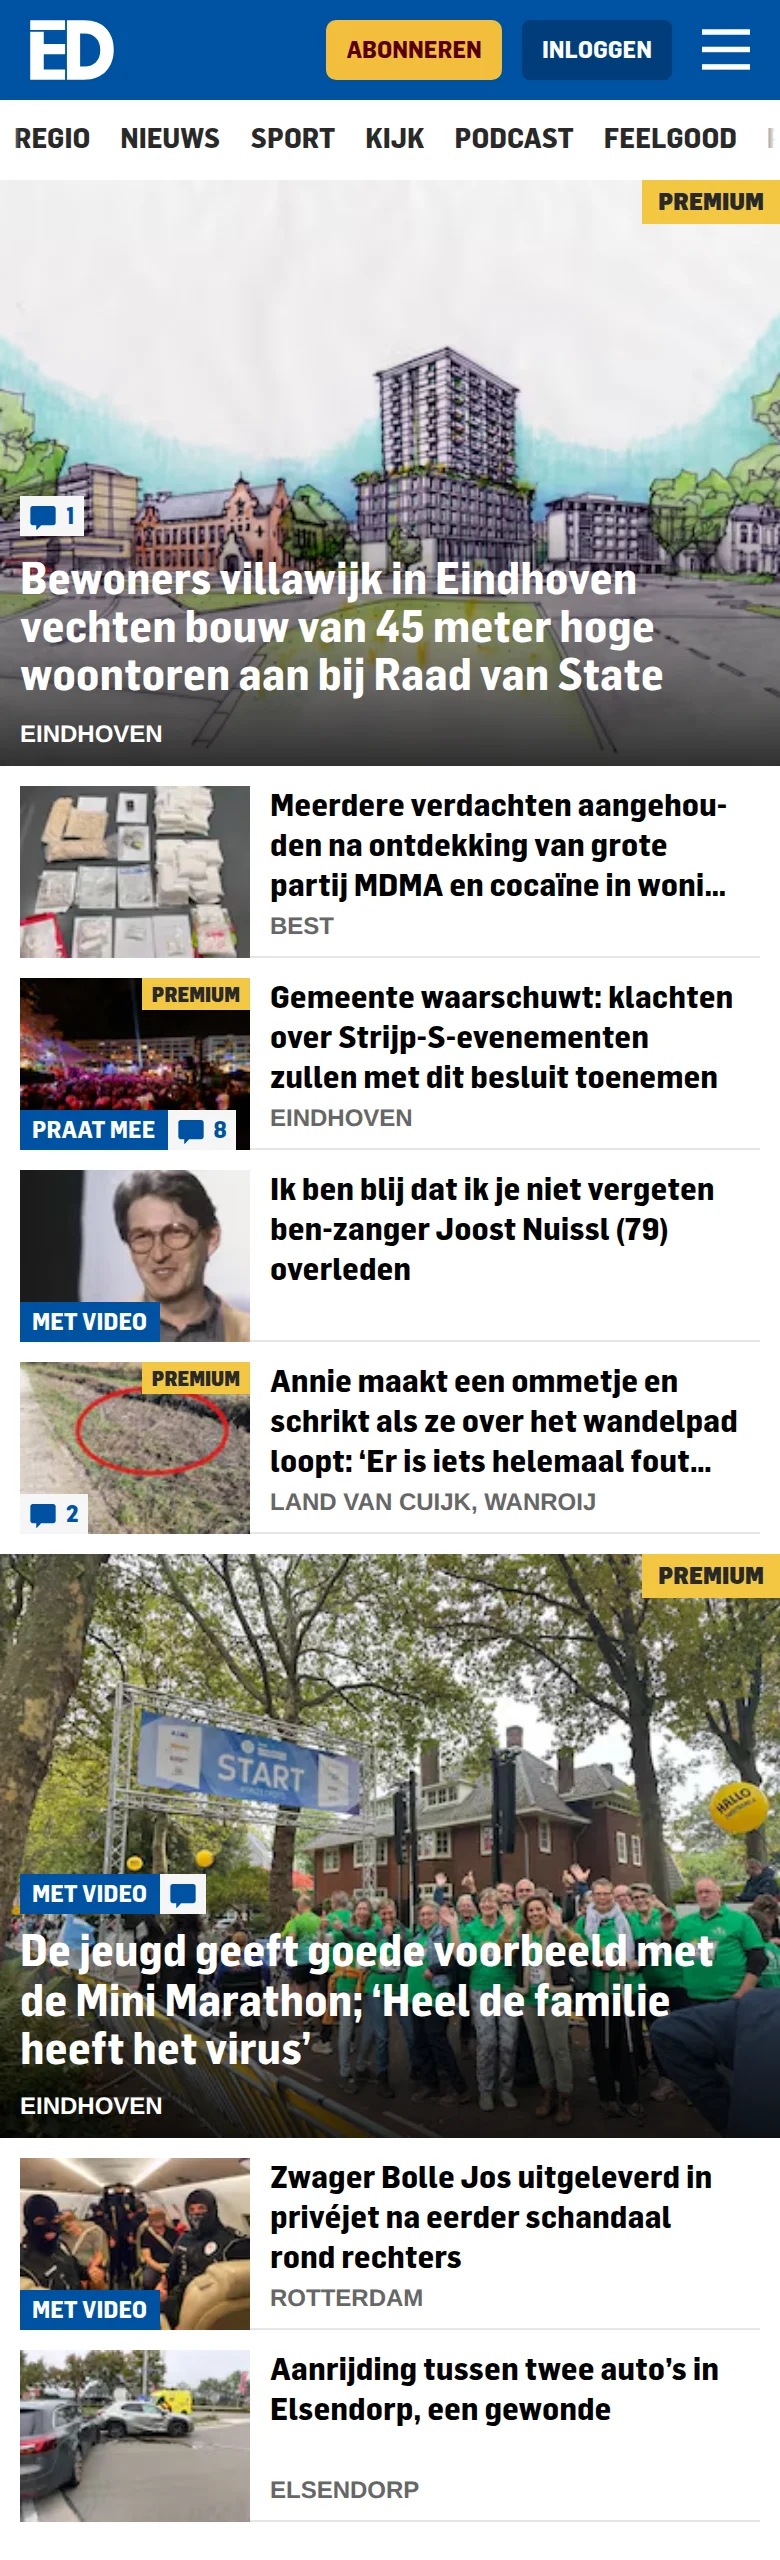 ED
ABONNEREN
INLOGGEN
REGIO NIEUWS SPORT KIJK PODCAST FEELGOOD
PREMIUM
1
Bewoners villawijk in Eindhoven
vechten bouw van 45 meter hoge
woontoren aan bij Raad van State
EINDHOVEN
Meerdere verdachten aangehou-
den na ontdekking van grote
partij MDMA en cocaïne in woni...
BEST
PREMIUM
PRAAT MEE
8
Gemeente waarschuwt: klachten
over Strijp-S-evenementen
zullen met dit besluit toenemen
EINDHOVEN
MET VIDEO
Ik ben blij dat ik je niet vergeten
ben-zanger Joost Nuissl (79)
overleden
PREMIUM
2
Annie maakt een ommetje en
schrikt als ze over het wandelpad
loopt: ‘Er is iets helemaal fout...
LAND VAN CUIJK, WANROIJ
PREMIUM
START
HALLO
MET VIDEO
De jeugd geeft goede voorbeeld met
de Mini Marathon; ‘Heel de familie
heeft het virus’
EINDHOVEN
MET VIDEO
Zwager Bolle Jos uitgeleverd in
privéjet na eerder schandaal
rond rechters
ROTTERDAM
Aanrijding tussen twee auto’s in
Elsendorp, een gewonde
ELSENDORP